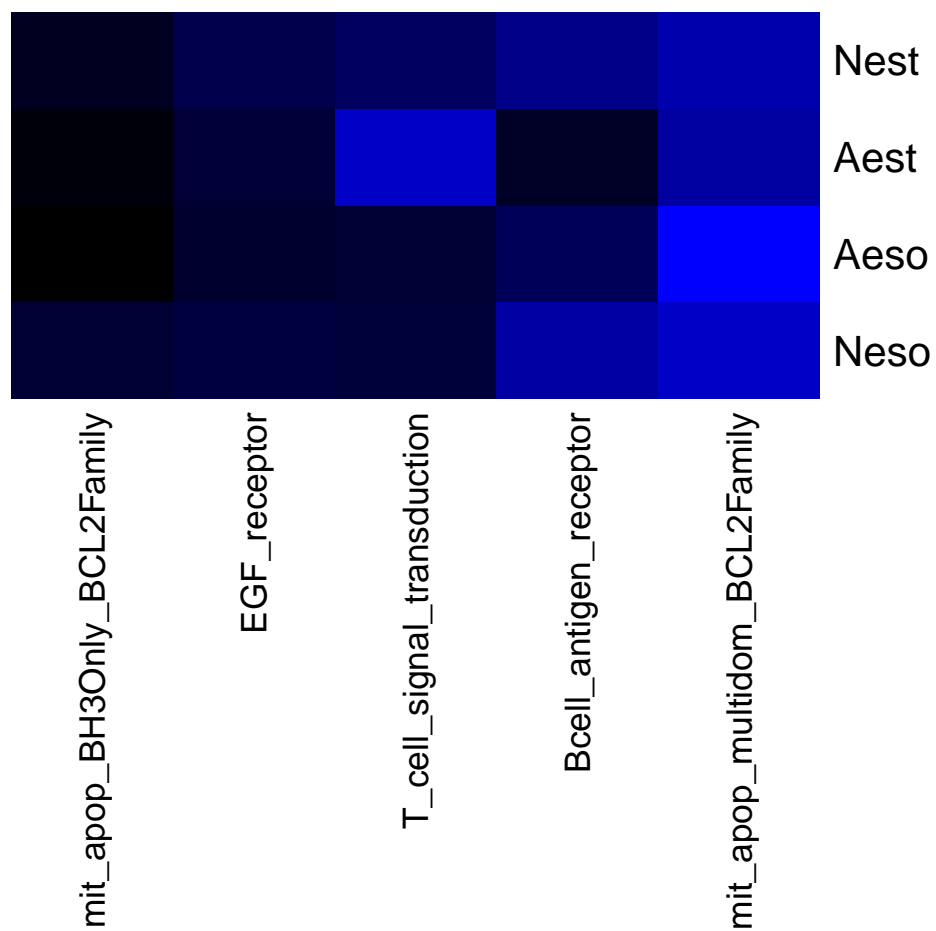 Nest
Aest
Aeso
Neso
mit_apop_BH3Only_BCL2Family
EGF_receptor
T_cell_signal_transduction
Bcell_antigen_receptor
mit_apop_multidom_BCL2Family